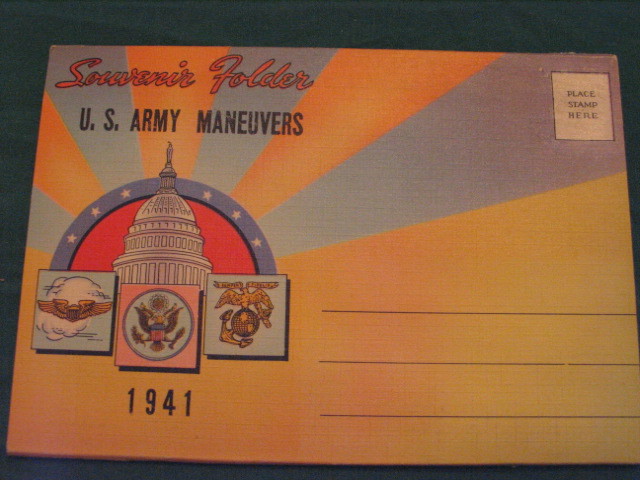 Souvenir Folder
U. S. ARMY MANEUVERS
PLACE
STAMP
HERE
1941